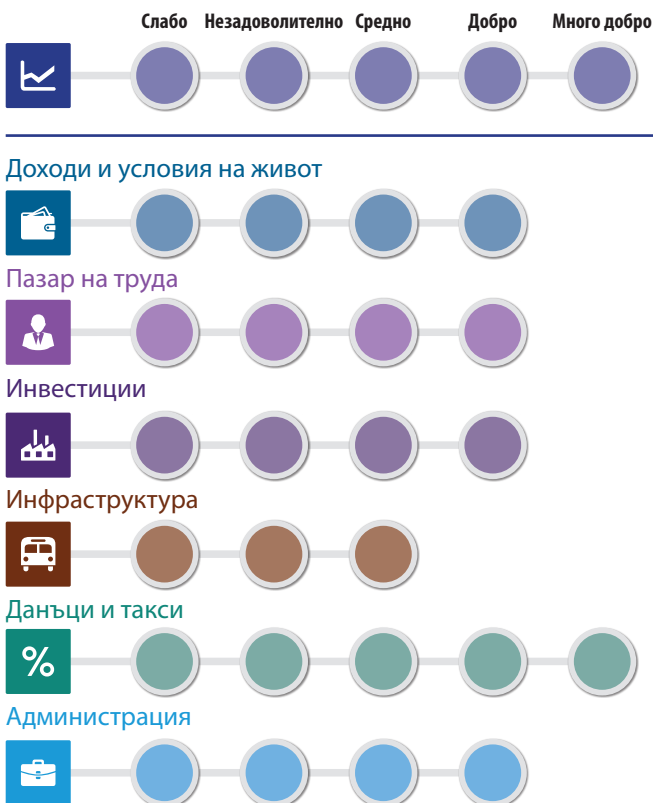 Слабо Незадоволително Средно Добро Много добро
Доходи и условия на живот
Пазар на труда
Инвестиции
Инфраструктура
Данъци и такси
%
Администрация